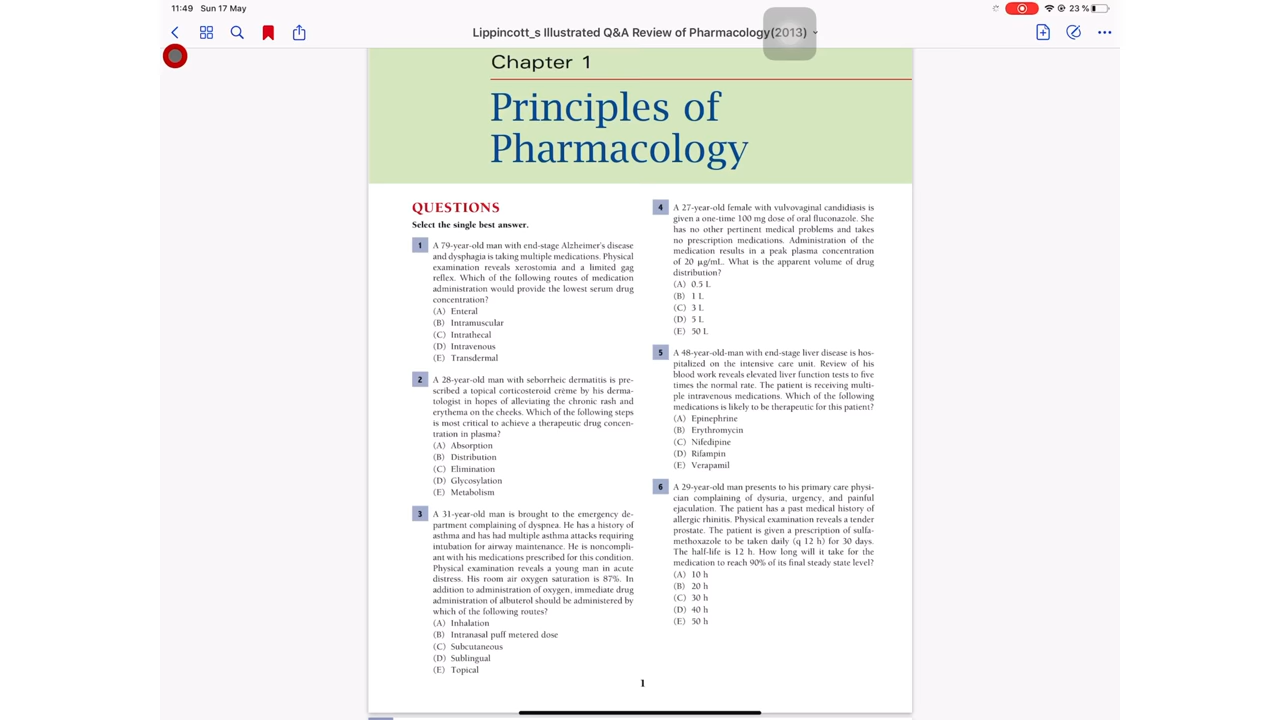 11:49 Sun 17 May
23 %
Lippincott_s Illustrated Q&A Review of Pharmacology(2013)
Chapter 1
Principles of
Pharmacology
QUESTIONS
Select the single best answer.
1 A 79-year-old man with end-stage Alzheimer's disease
and dysphagia is taking multiple medications. Physical
examination reveals xerostomia and a limited gag
reflex. Which of the following routes of medication
administration would provide the lowest serum drug
concentration?
(A) Enteral
(B) Intramuscular
(C) Intrathecal
(D) Intravenous
(E) Transdermal
2 A 28-year-old man with seborrheic dermatitis is pre-
scribed a topical corticosteroid crème by his derma-
tologist in hopes of alleviating the chronic rash and
erythema on the cheeks. Which of the following steps
is most critical to achieve a therapeutic drug concen-
tration in plasma?
(A) Absorption
(B) Distribution
(C) Elimination
(D) Glycosylation
(E) Metabolism
3 A 31-year-old man is brought to the emergency de-
partment complaining of dyspnea. He has a history of
asthma and has had multiple asthma attacks requiring
intubation for airway maintenance. He is noncompli-
ant with his medications prescribed for this condition.
Physical examination reveals a young man in acute
distress. His room air oxygen saturation is 87%. In
addition to administration of oxygen, immediate drug
administration of albuterol should be administered by
which of the following routes?
(A) Inhalation
(B) Intranasal puff metered dose
(C) Subcutaneous
(D) Sublingual
(E) Topical
4 A 27-year-old female with vulvovaginal candidiasis is
given a one-time 100 mg dose of oral fluconazole. She
has no other pertinent medical problems and takes
no prescription medications. Administration of the
medication results in a peak plasma concentration
of 20 μg/mL. What is the apparent volume of drug
distribution?
(A) 0.5 L
(B) 1 L
(C) 3 L
(D) 5 L
(E) 50 L
5 A 48-year-old-man with end-stage liver disease is hos-
pitalized on the intensive care unit. Review of his
blood work reveals elevated liver function tests to five
times the normal rate. The patient is receiving multi-
ple intravenous medications. Which of the following
medications is likely to be therapeutic for this patient?
(A) Epinephrine
(B) Erythromycin
(C) Nifedipine
(D) Rifampin
(E) Verapamil
6 A 29-year-old man presents to his primary care physi-
cian complaining of dysuria, urgency, and painful
ejaculation. The patient has a past medical history of
allergic rhinitis. Physical examination reveals a tender
prostate. The patient is given a prescription of sulfa-
methoxazole to be taken daily (q 12 h) for 30 days.
The half-life is 12 h. How long will it take for the
medication to reach 90% of its final steady state level?
(A) 10 h
(B) 20 h
(C) 30 h
(D) 40 h
(E) 50 h
1